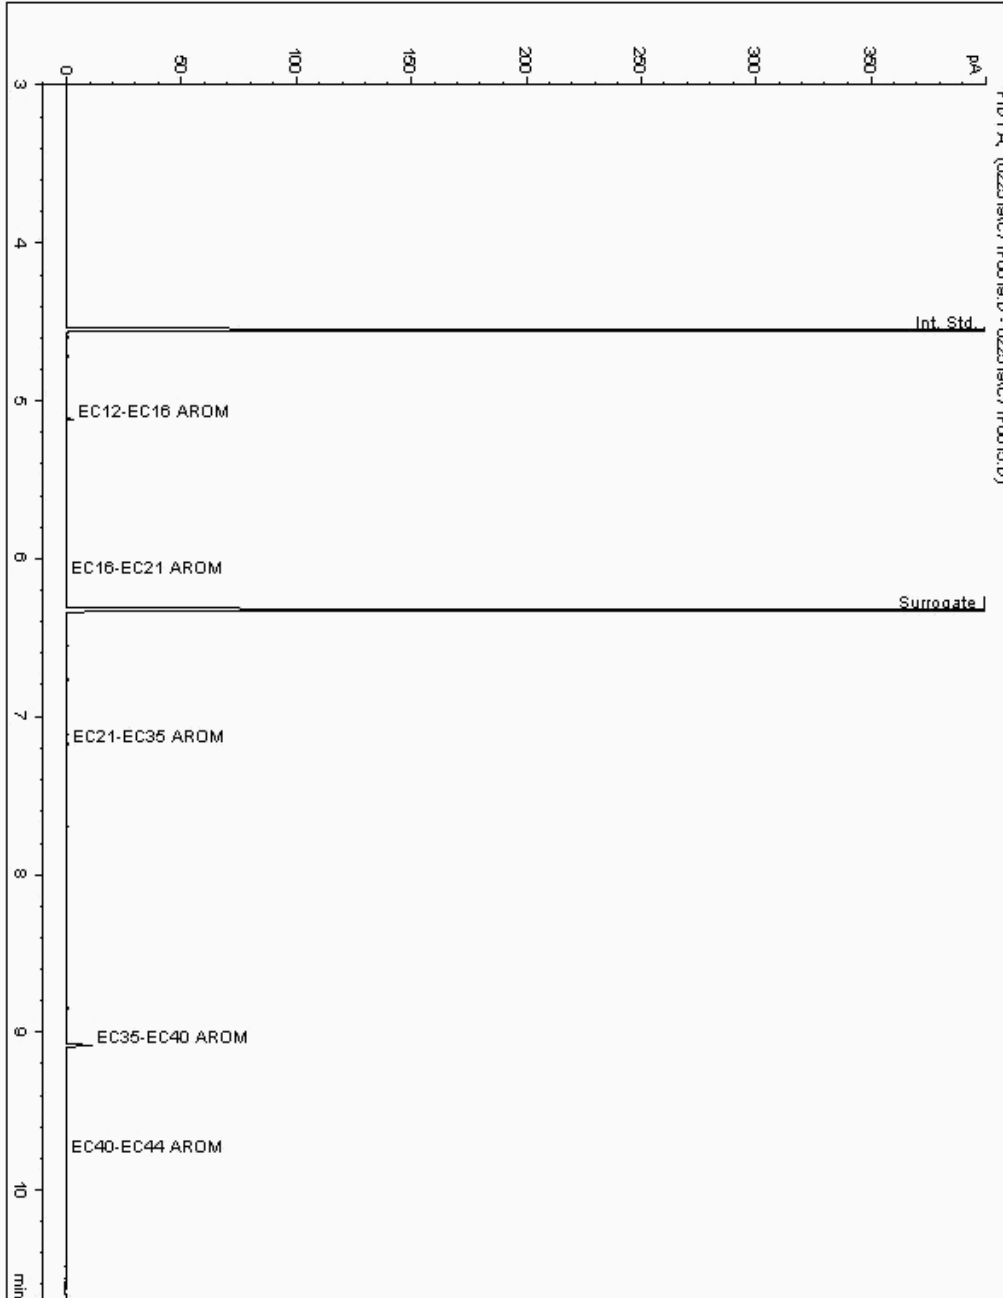 0
50
100
150
200
250
300
350
pA
3
4
Int. Std.
5
EC12-EC16 AROM
6
EC16-EC21 AROM
Surrogate
7
EC21-EC35 AROM
8
9
EC35-EC40 AROM
EC40-EC44 AROM
10
min